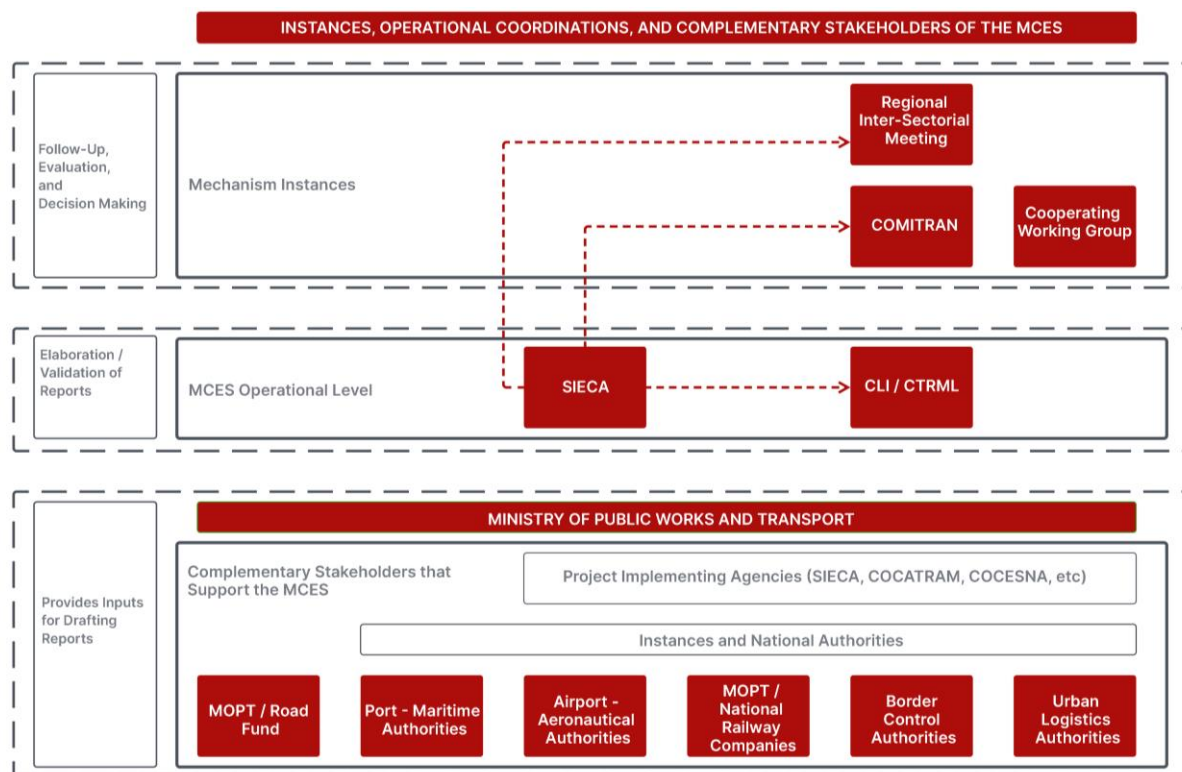 INSTANCES, OPERATIONAL COORDINATIONS, AND COMPLEMENTARY STAKEHOLDERS OF THE MCES
Follow-Up,
Evaluation,
and
Decision Making
Mechanism Instances
Regional
Inter-Sectorial
Meeting
COMITRAN
Cooperating
Working Group
Elaboration /
Validation of
Reports
MCES Operational Level
SIECA
CLI / CTRML
Provides Inputs
for Drafting
Reports
MINISTRY OF PUBLIC WORKS AND TRANSPORT
Complementary Stakeholders that
Support the MCES
Project Implementing Agencies (SIECA, COCATRAM, COCESNA, etc)
Instances and National Authorities
MOPT / Road
Fund
Port - Maritime
Authorities
Airport -
Aeronautical
Authorities
MOPT /
National
Railway
Companies
Border
Control
Authorities
Urban
Logistics
Authorities